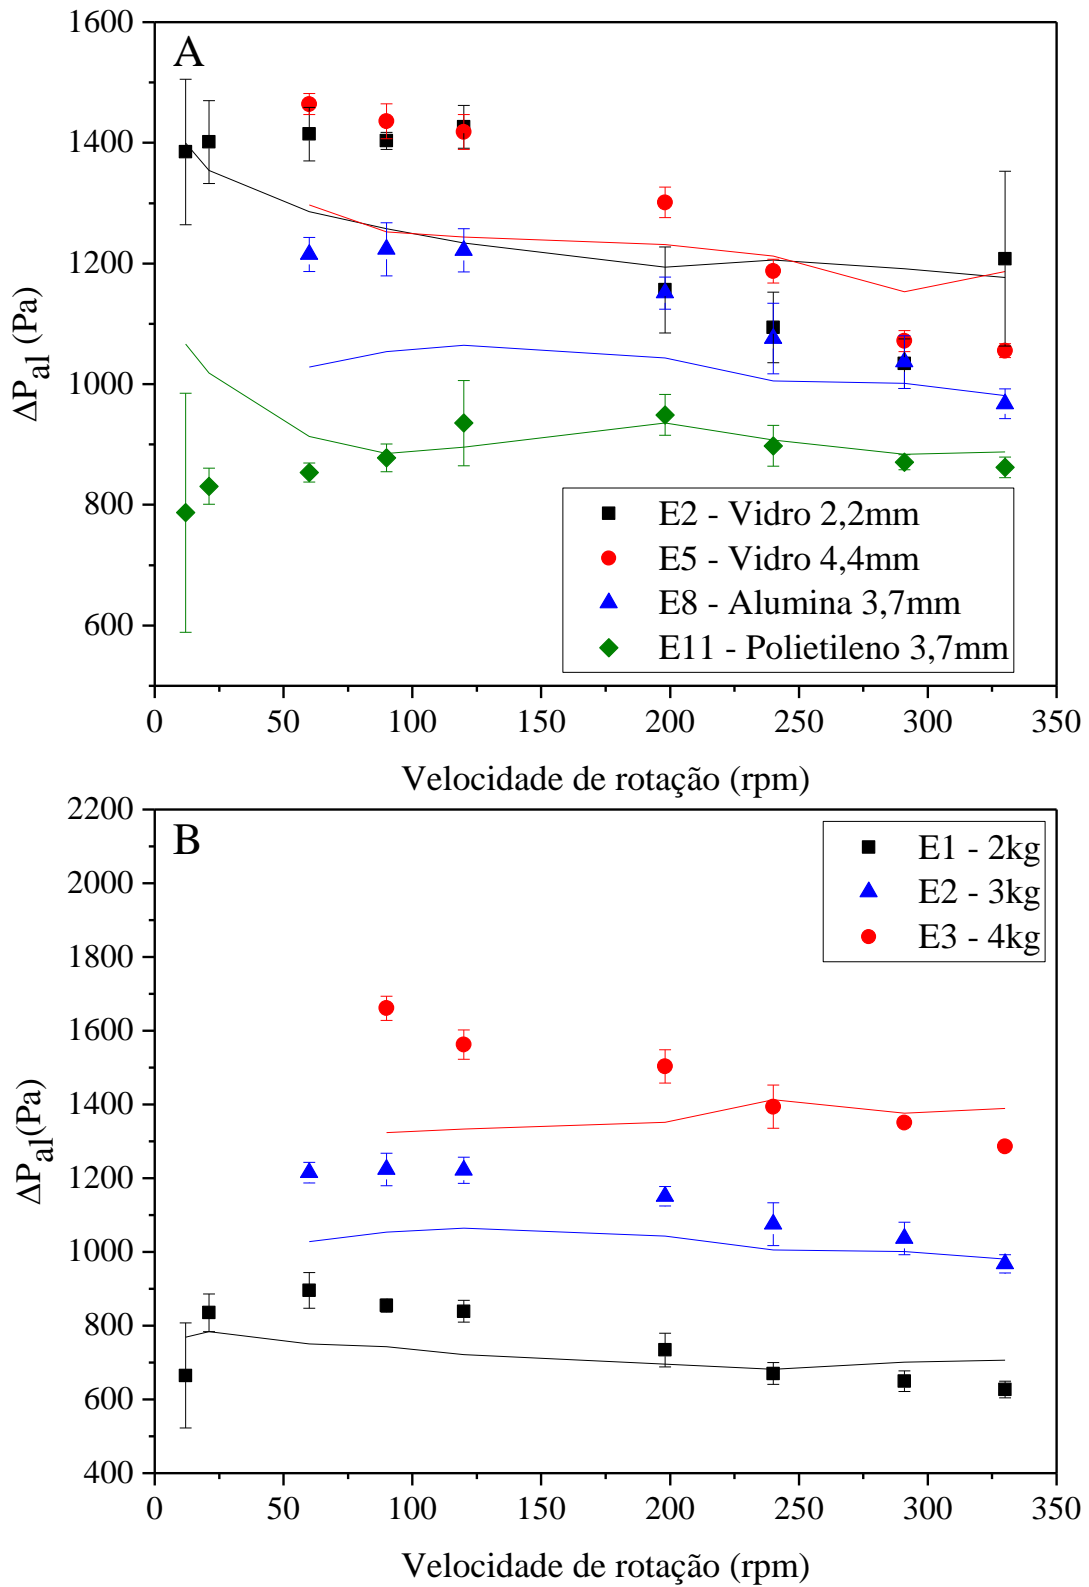 A
1600
1400
1200
1000
800
600
ΔP_al (Pa)
E2 - Vidro 2,2mm
E5 - Vidro 4,4mm
E8 - Alumina 3,7mm
E11 - Polietileno 3,7mm
0 50 100 150 200 250 300 350
Velocidade de rotação (rpm)
B
2200
2000
1800
1600
1400
1200
1000
800
600
400
ΔP_al(Pa)
E1 - 2kg
E2 - 3kg
E3 - 4kg
0 50 100 150 200 250 300 350
Velocidade de rotação (rpm)